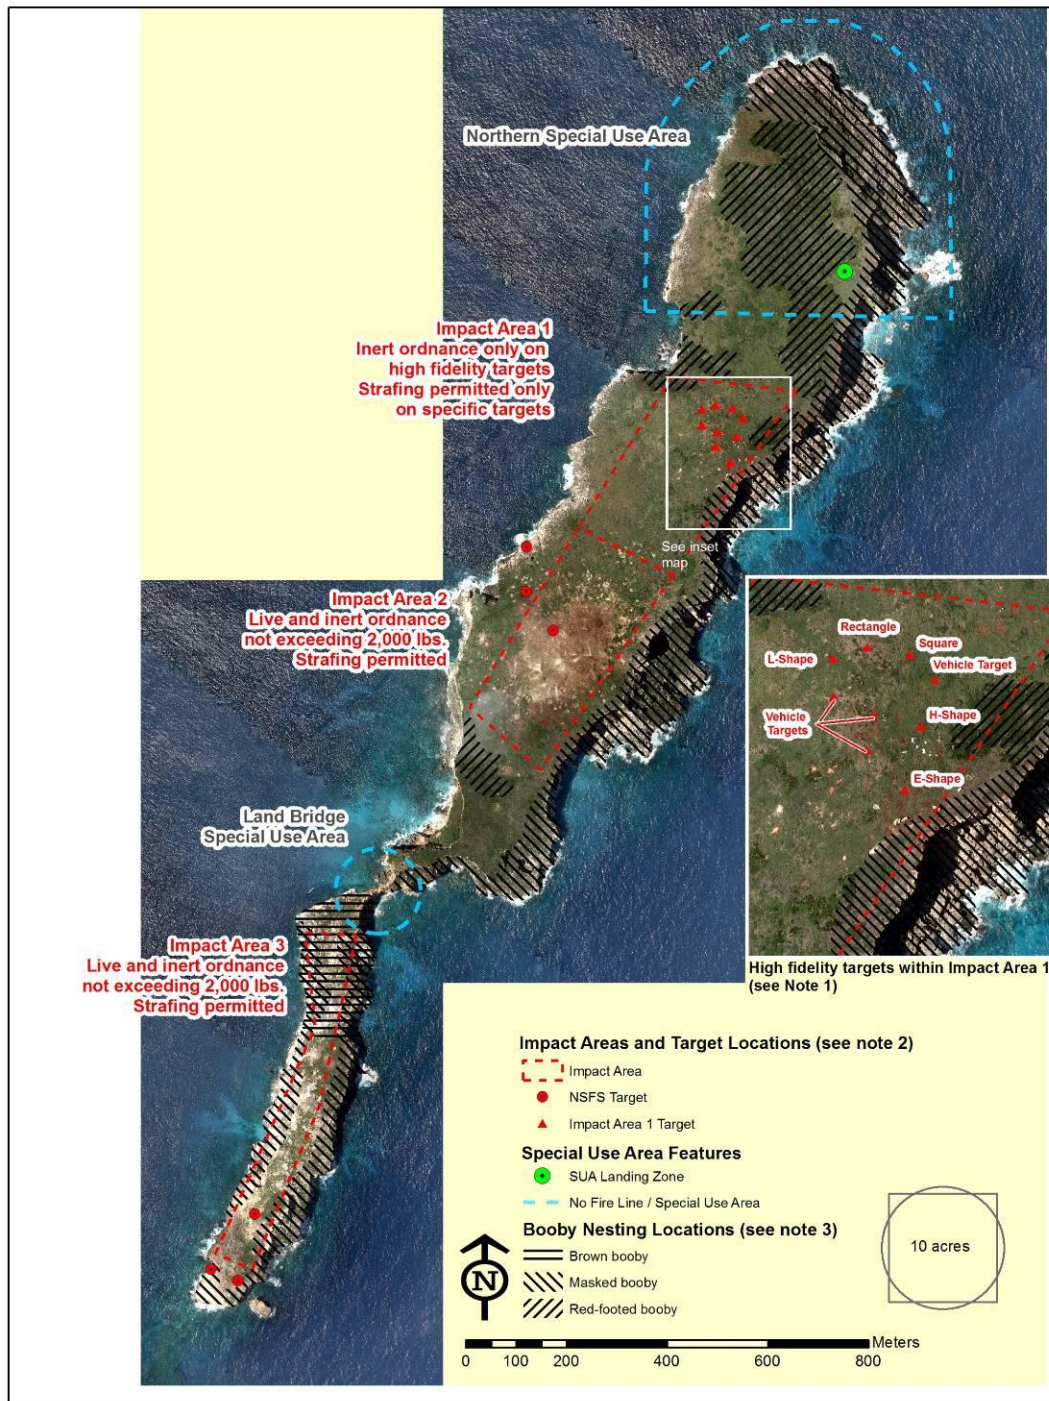 Northern Special Use Area
Impact Area 1
Inert ordnance only on
high fidelity targets
Strafing permitted only
on specific targets
See inset
map
Impact Area 2
Live and inert ordnance
not exceeding 2,000 lbs.
Strafing permitted
Rectangle
Square
L-Shape
Vehicle Target
Vehicle
Targets
H-Shape
E-Shape
High fidelity targets within Impact Area 1
(see Note 1)
Land Bridge
Special Use Area
Impact Area 3
Live and inert ordnance
not exceeding 2,000 lbs.
Strafing permitted
Impact Areas and Target Locations (see note 2)
Impact Area
NSFS Target
Impact Area 1 Target
Special Use Area Features
SUA Landing Zone
No Fire Line / Special Use Area
Booby Nesting Locations (see note 3)
Brown booby
Masked booby
Red-footed booby
10 acres
N
Meters
0 100 200 400 600 800